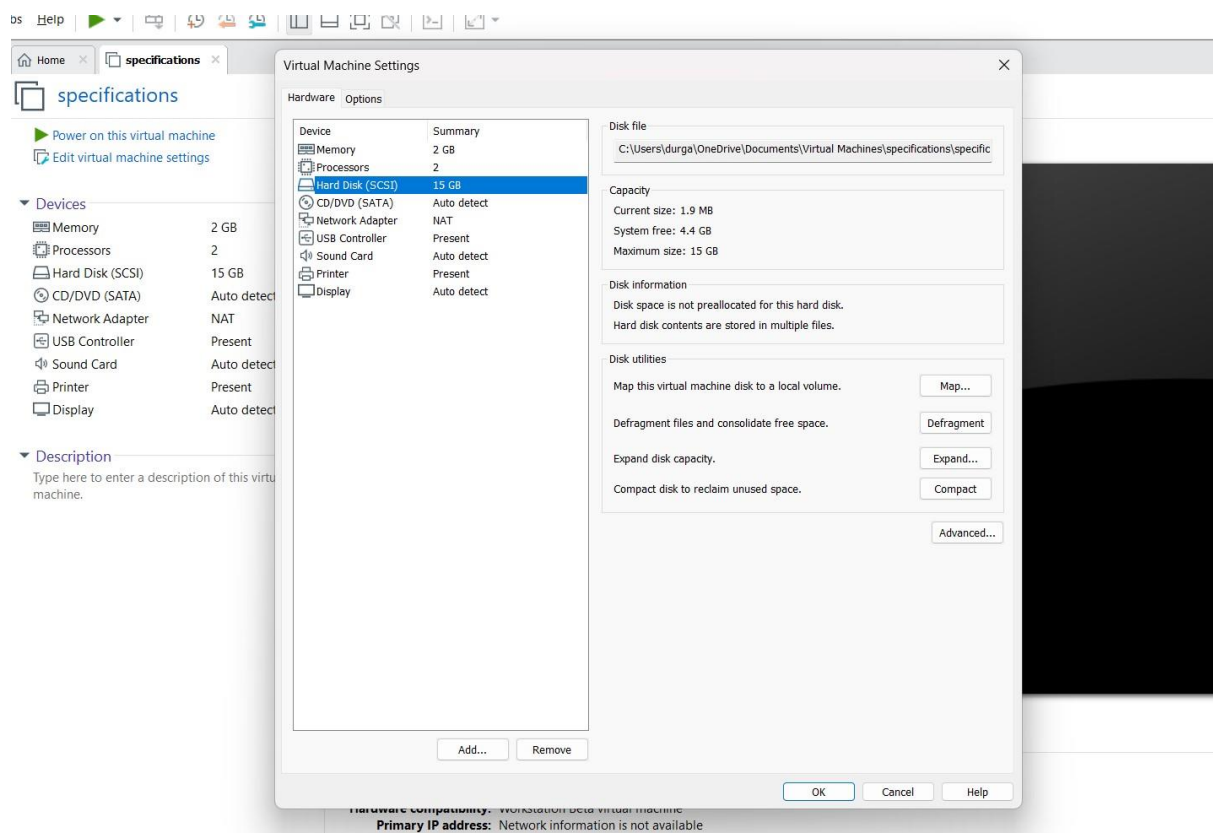 bs Help
Home specifications
specifications
Power on this virtual machine
Edit virtual machine settings
Devices
Memory 2 GB
Processors 2
Hard Disk (SCSI) 15 GB
CD/DVD (SATA) Auto detect
Network Adapter NAT
USB Controller Present
Sound Card Auto detect
Printer Present
Display Auto detect
Description
Type here to enter a description of this virtu
machine.
Virtual Machine Settings
Hardware Options
Device Summary
Memory 2 GB
Processors 2
Hard Disk (SCSI) 15 GB
CD/DVD (SATA) Auto detect
Network Adapter NAT
USB Controller Present
Sound Card Auto detect
Printer Present
Display Auto detect
Add... Remove
Disk file
C:\Users\durga\OneDrive\Documents\Virtual Machines\specifications\specific
Capacity
Current size: 1.9 MB
System free: 4.4 GB
Maximum size: 15 GB
Disk information
Disk space is not preallocated for this hard disk.
Hard disk contents are stored in multiple files.
Disk utilities
Map this virtual machine disk to a local volume. Map...
Defragment files and consolidate free space. Defragment
Expand disk capacity. Expand...
Compact disk to reclaim unused space. Compact
Advanced...
OK Cancel Help
Hardware compatibility: Workstation Beta virtual machine
Primary IP address: Network information is not available